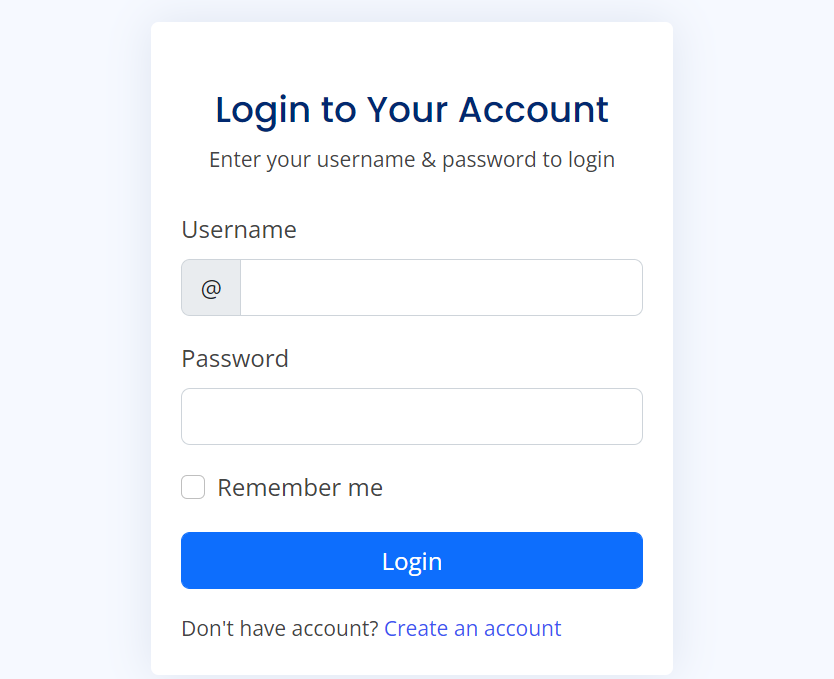 Login to Your Account
Enter your username & password to login
Username
@
Password
Remember me
Login
Don't have account? Create an account